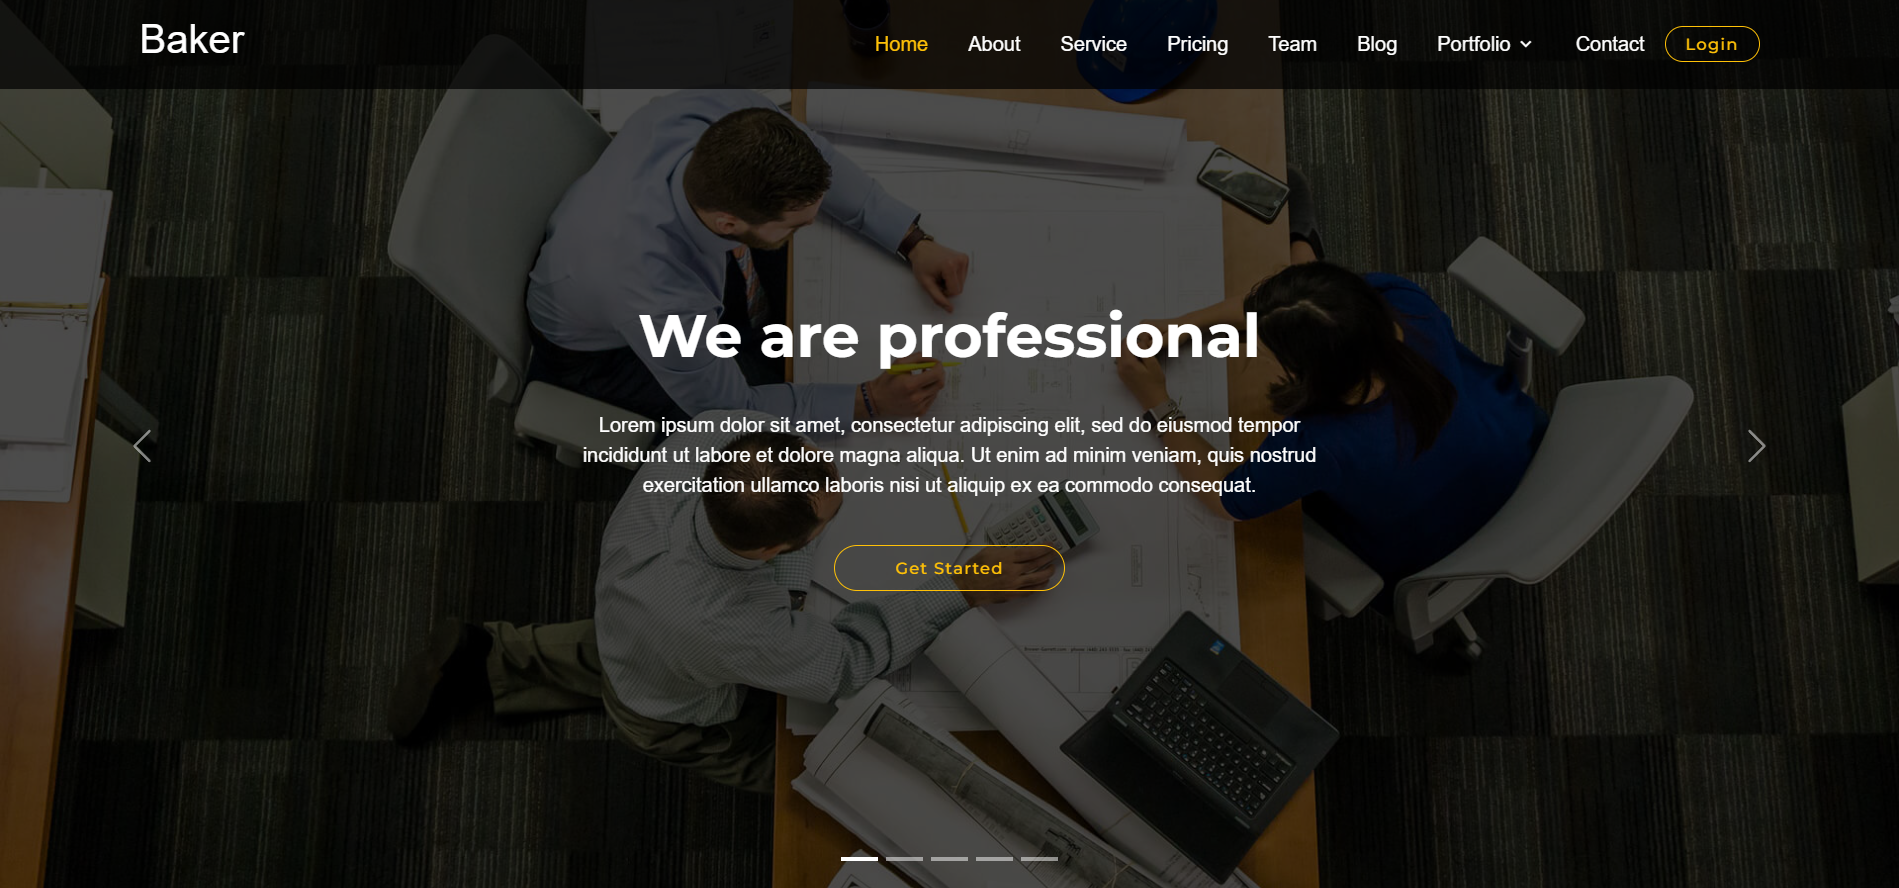 Baker
Home About Service Pricing Team Blog Portfolio Contact Login
We are professional
Lorem ipsum dolor sit amet, consectetur adipiscing elit, sed do eiusmod tempor
incididunt ut labore et dolore magna aliqua. Ut enim ad minim veniam, quis nostrud
exercitation ullamco laboris nisi ut aliquip ex ea commodo consequat.
Get Started